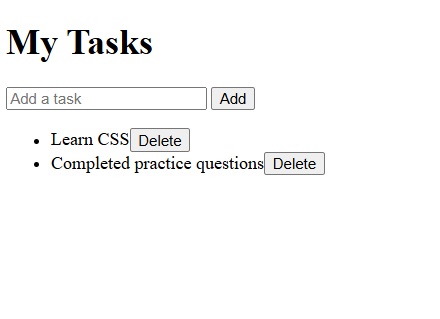 My Tasks
Add a task Add
Learn CSS Delete
Completed practice questions Delete